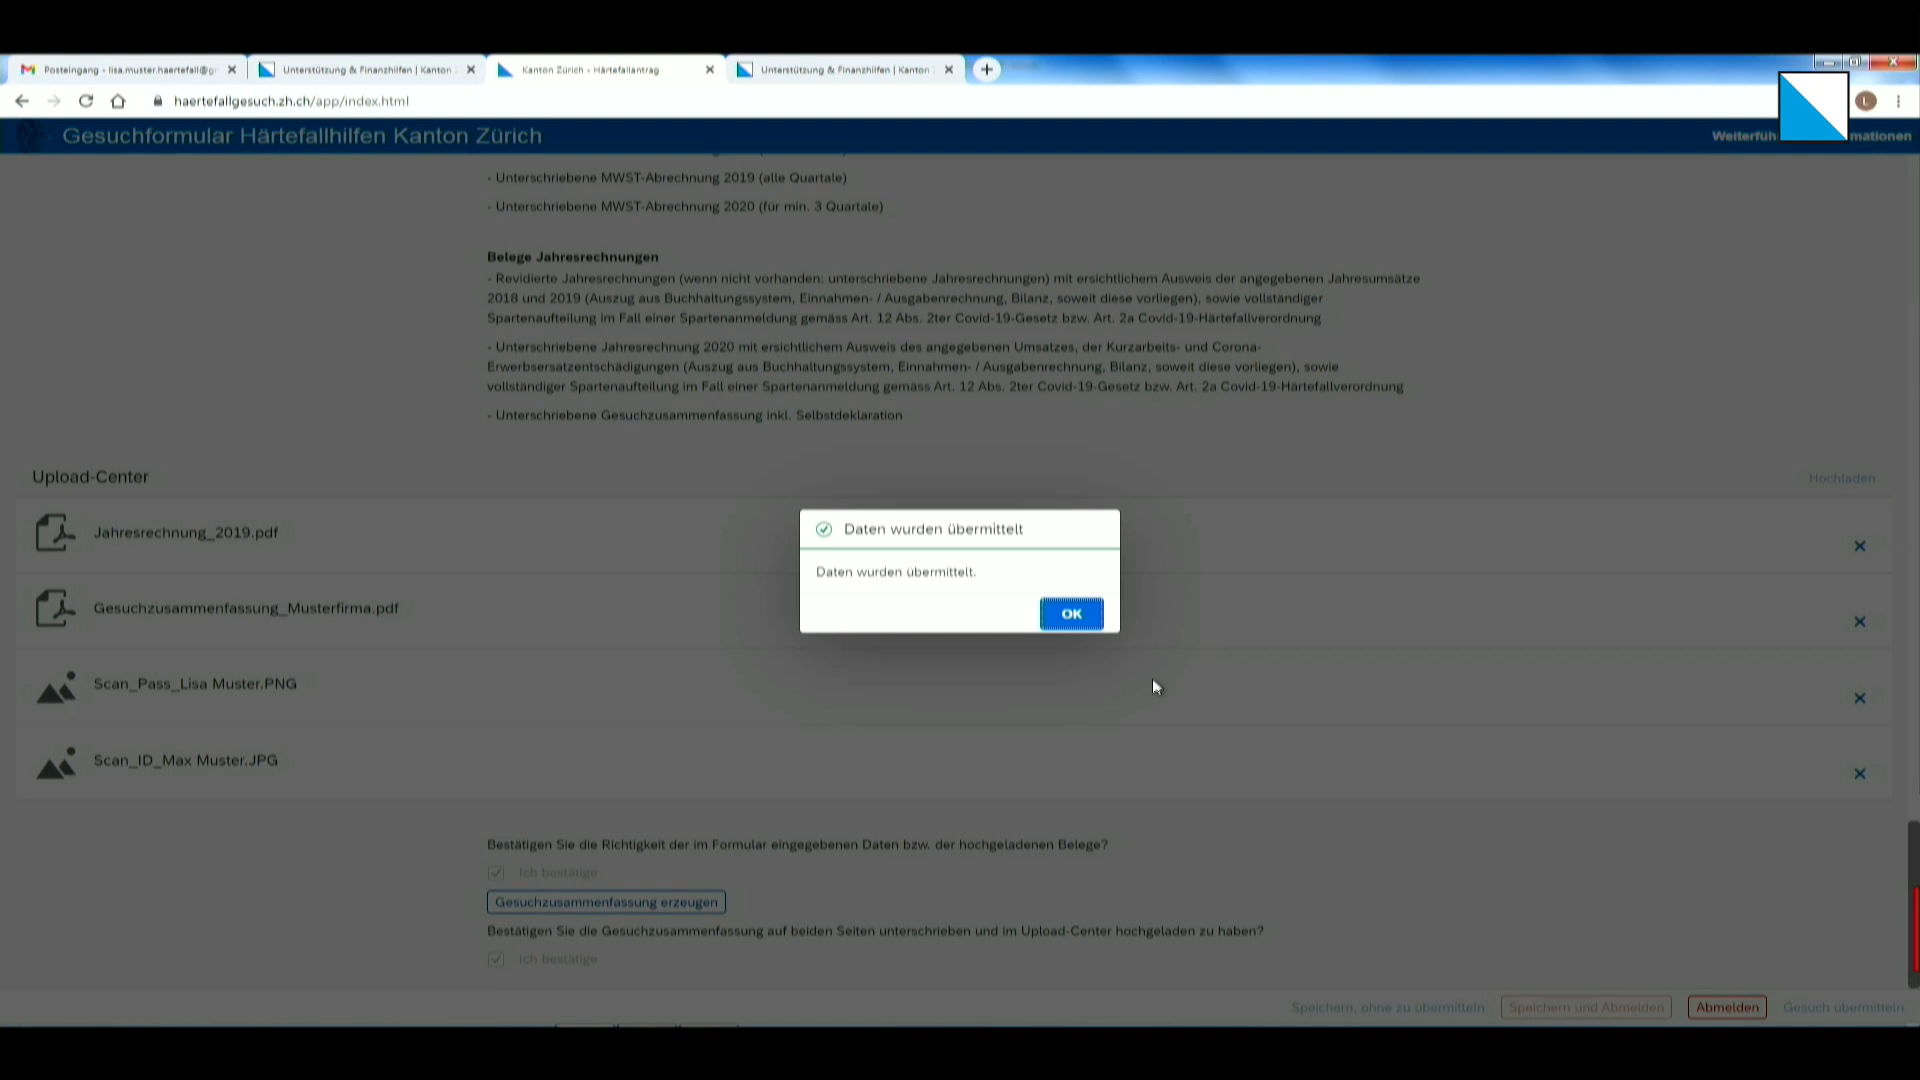 Posteingang - lisa.muster.haertefall@g
Unterstützung & Finanzhilfen | Kanton
Kanton Zürich - Härtefallantrag
Unterstützung & Finanzhilfen | Kanton
haertefallgesuch.zh.ch/app/index.html
L
Gesuchformular Härtefallhilfen Kanton Zürich
Weiterfüh
mationen
- Unterschriebene MWST-Abrechnung 2019 (alle Quartale)
- Unterschriebene MWST-Abrechnung 2020 (für min. 3 Quartale)
Belege Jahresrechnungen
- Revidierte Jahresrechnungen (wenn nicht vorhanden: unterschriebene Jahresrechnungen) mit ersichtlichem Ausweis der angegebenen Jahresumsätze
2018 und 2019 (Auszug aus Buchhaltungssystem, Einnahmen- / Ausgabenrechnung, Bilanz, soweit diese vorliegen), sowie vollständiger
Spartenaufteilung im Fall einer Spartenanmeldung gemäss Art. 12 Abs. 2ter Covid-19-Gesetz bzw. Art. 2a Covid-19-Härtefallverordnung
- Unterschriebene Jahresrechnung 2020 mit ersichtlichem Ausweis des angegebenen Umsatzes, der Kurzarbeits- und Corona-
Erwerbsersatzentschädigungen (Auszug aus Buchhaltungssystem, Einnahmen- / Ausgabenrechnung, Bilanz, soweit diese vorliegen), sowie
vollständiger Spartenaufteilung im Fall einer Spartenanmeldung gemäss Art. 12 Abs. 2ter Covid-19-Gesetz bzw. Art. 2a Covid-19-Härtefallverordnung
- Unterschriebene Gesuchzusammenfassung inkl. Selbstdeklaration
Upload-Center
Hochladen
Jahresrechnung_2019.pdf
Gesuchzusammenfassung_Musterfirma.pdf
Scan_Pass_Lisa Muster.PNG
Scan_ID_Max Muster.JPG
Daten wurden übermittelt
Daten wurden übermittelt.
OK
Bestätigen Sie die Richtigkeit der im Formular eingegebenen Daten bzw. der hochgeladenen Belege?
Ich bestätige
Gesuchzusammenfassung erzeugen
Bestätigen Sie die Gesuchzusammenfassung auf beiden Seiten unterschrieben und im Upload-Center hochgeladen zu haben?
Ich bestätige
Speichern, ohne zu übermitteln
Speichern und Abmelden
Abmelden
Gesuch übermitteln